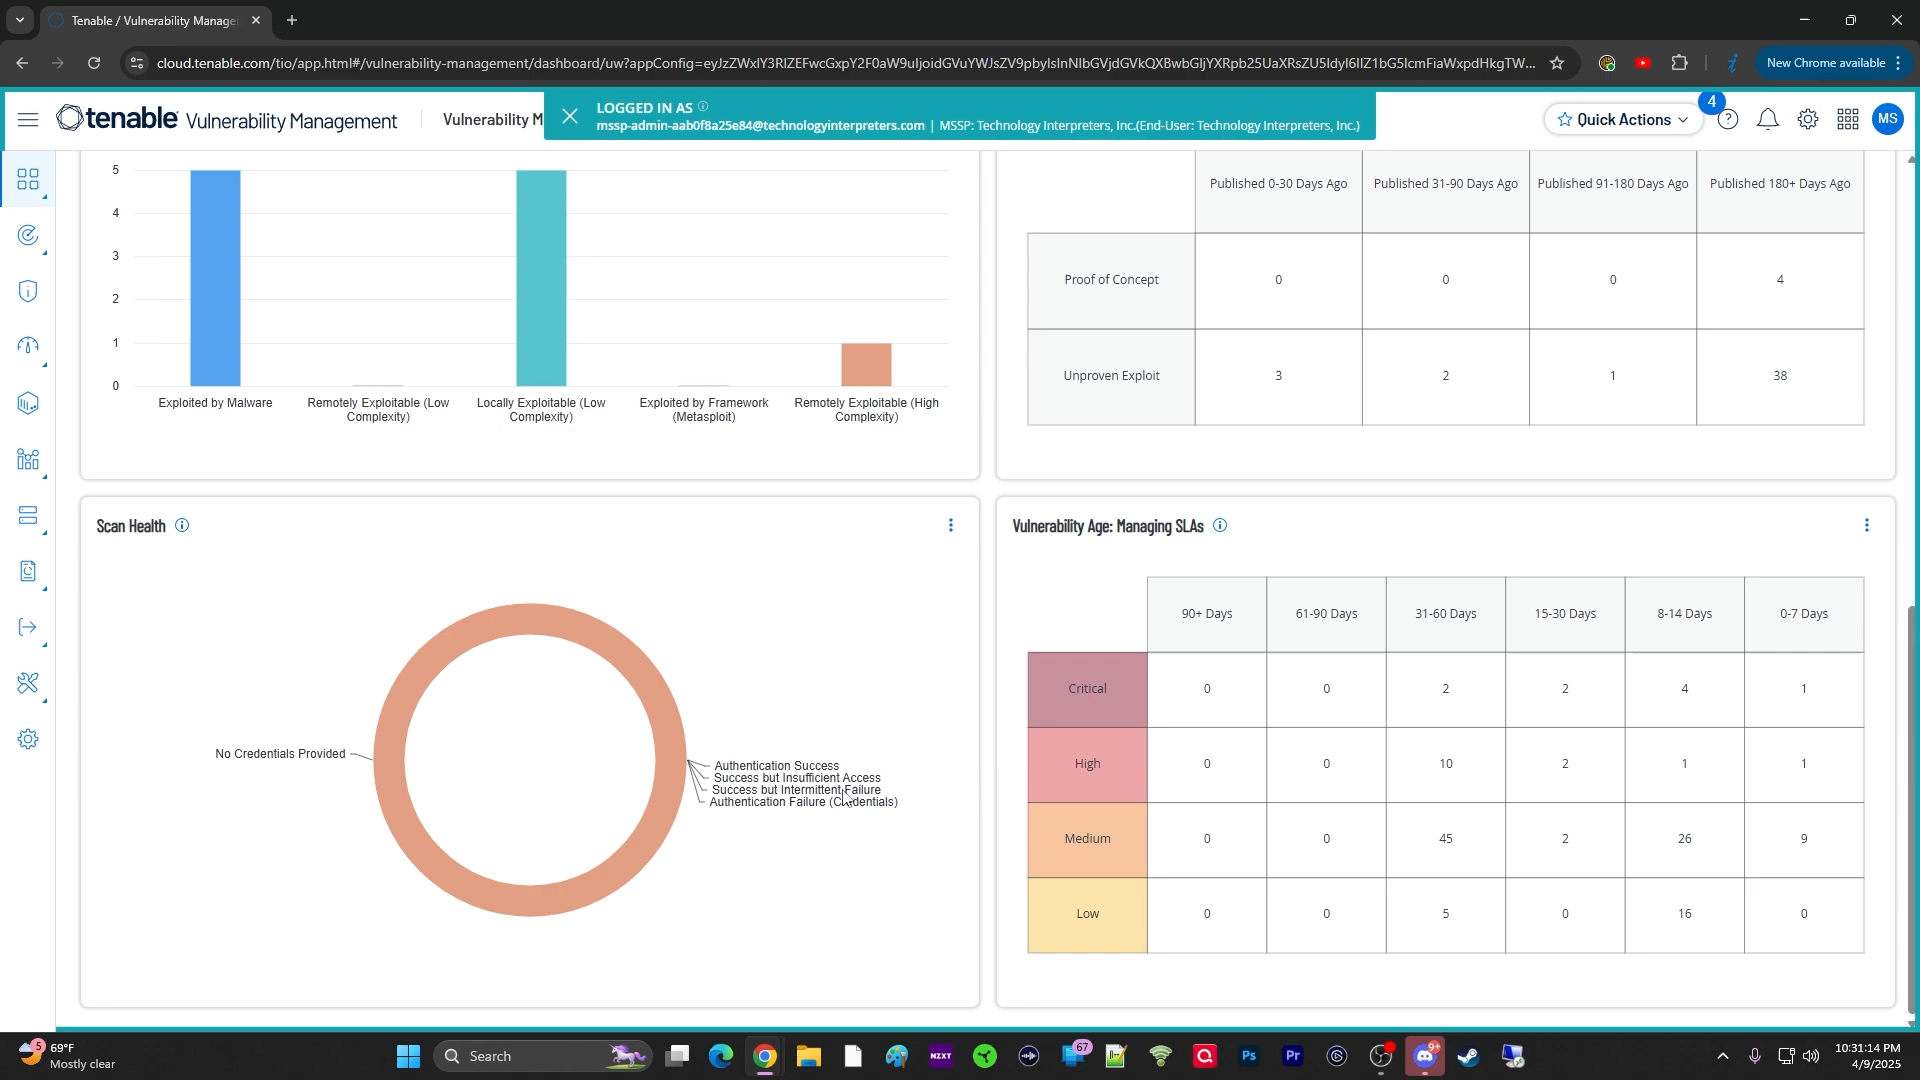 Tenable / Vulnerability Manage
cloud.tenable.com/tio/app.html#/vulnerability-management/dashboard/uw?appConfig=
New Chrome available
tenable Vulnerability Management
Vulnerability M
LOGGED IN AS
mssp-admin-aab0f8a25e84@technologyinterpreters.com | MSSP: Technology Interpreters, Inc.(End-User: Technology Interpreters, Inc.)
Quick Actions
4
MS
5
4
3
2
1
0
Exploited by Malware
Remotely Exploitable (Low Complexity)
Locally Exploitable (Low Complexity)
Exploited by Framework (Metasploit)
Remotely Exploitable (High Complexity)
Published 0-30 Days Ago Published 31-90 Days Ago Published 91-180 Days Ago Published 180+ Days Ago
Proof of Concept 0 0 0 4
Unproven Exploit 3 2 1 38
Scan Health
No Credentials Provided
Authentication Success
Success but Insufficient Access
Success but Intermittent Failure
Authentication Failure (Credentials)
Vulnerability Age: Managing SLAs
90+ Days 61-90 Days 31-60 Days 15-30 Days 8-14 Days 0-7 Days
Critical 0 0 2 2 4 1
High 0 0 10 2 1 1
Medium 0 0 45 2 26 9
Low 0 0 5 0 16 0
5
69°F
Mostly clear
Search
NZXT
67
Ps
Pr
9+
10:31:14 PM
4/9/2025